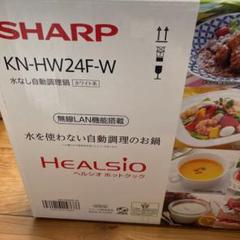 SHARP
KN-HW24F-W
水なし自動調理鍋 ホワイト系
無線LAN機能搭載
水を使わない自動調理のお鍋
HEALSIO
ヘルシオ ホットクック